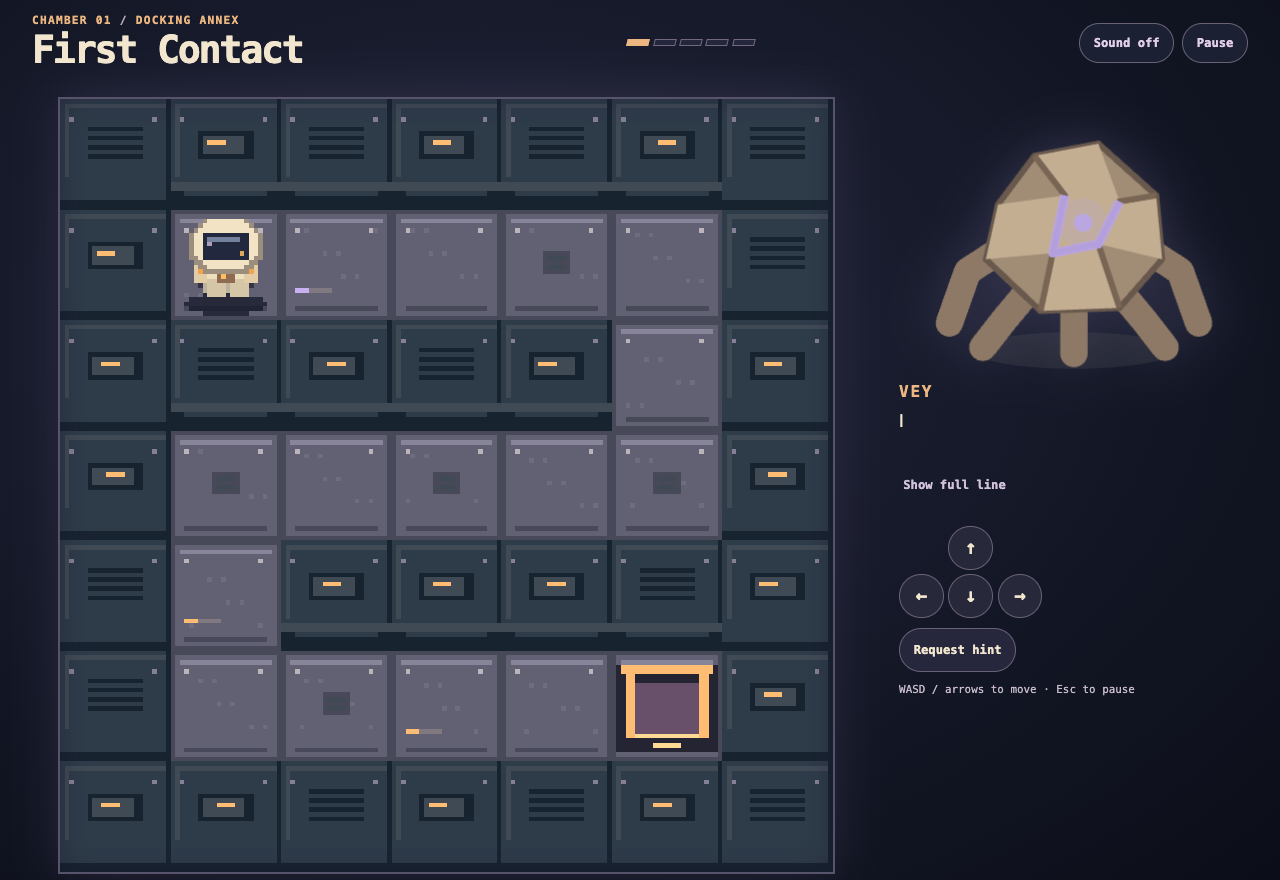 CHAMBER 01 / DOCKING ANNEX
First Contact
Sound off
Pause
VEY
Show full line
↑
← ↓ →
Request hint
WASD / arrows to move · Esc to pause